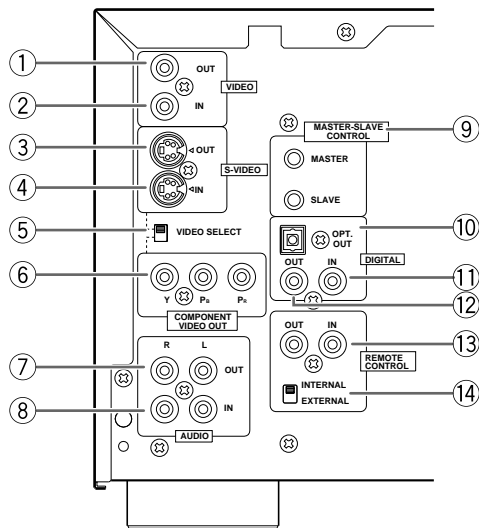 1
OUT
VIDEO
2
IN
3
OUT
S-VIDEO
4
IN
5
VIDEO SELECT
6
Y PB PR
COMPONENT
VIDEO OUT
R L
7
OUT
8
IN
AUDIO
MASTER-SLAVE
CONTROL
9
MASTER
SLAVE
10
OPT.
OUT
OUT IN
DIGITAL
11
12
OUT IN
13
REMOTE
CONTROL
INTERNAL
EXTERNAL
14